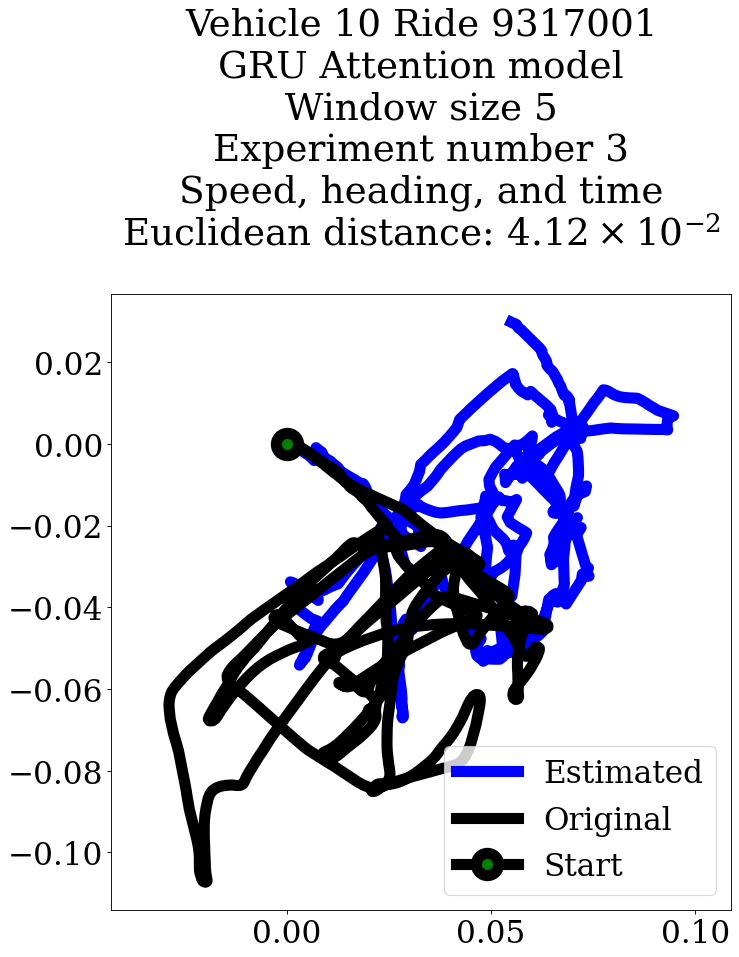 Vehicle 10 Ride 9317001
GRU Attention model
Window size 5
Experiment number 3
Speed, heading, and time
Euclidean distance: 4.12 × 10⁻²
0.02
0.00
−0.02
−0.04
−0.06
−0.08
−0.10
Estimated
Original
Start
0.00 0.05 0.10